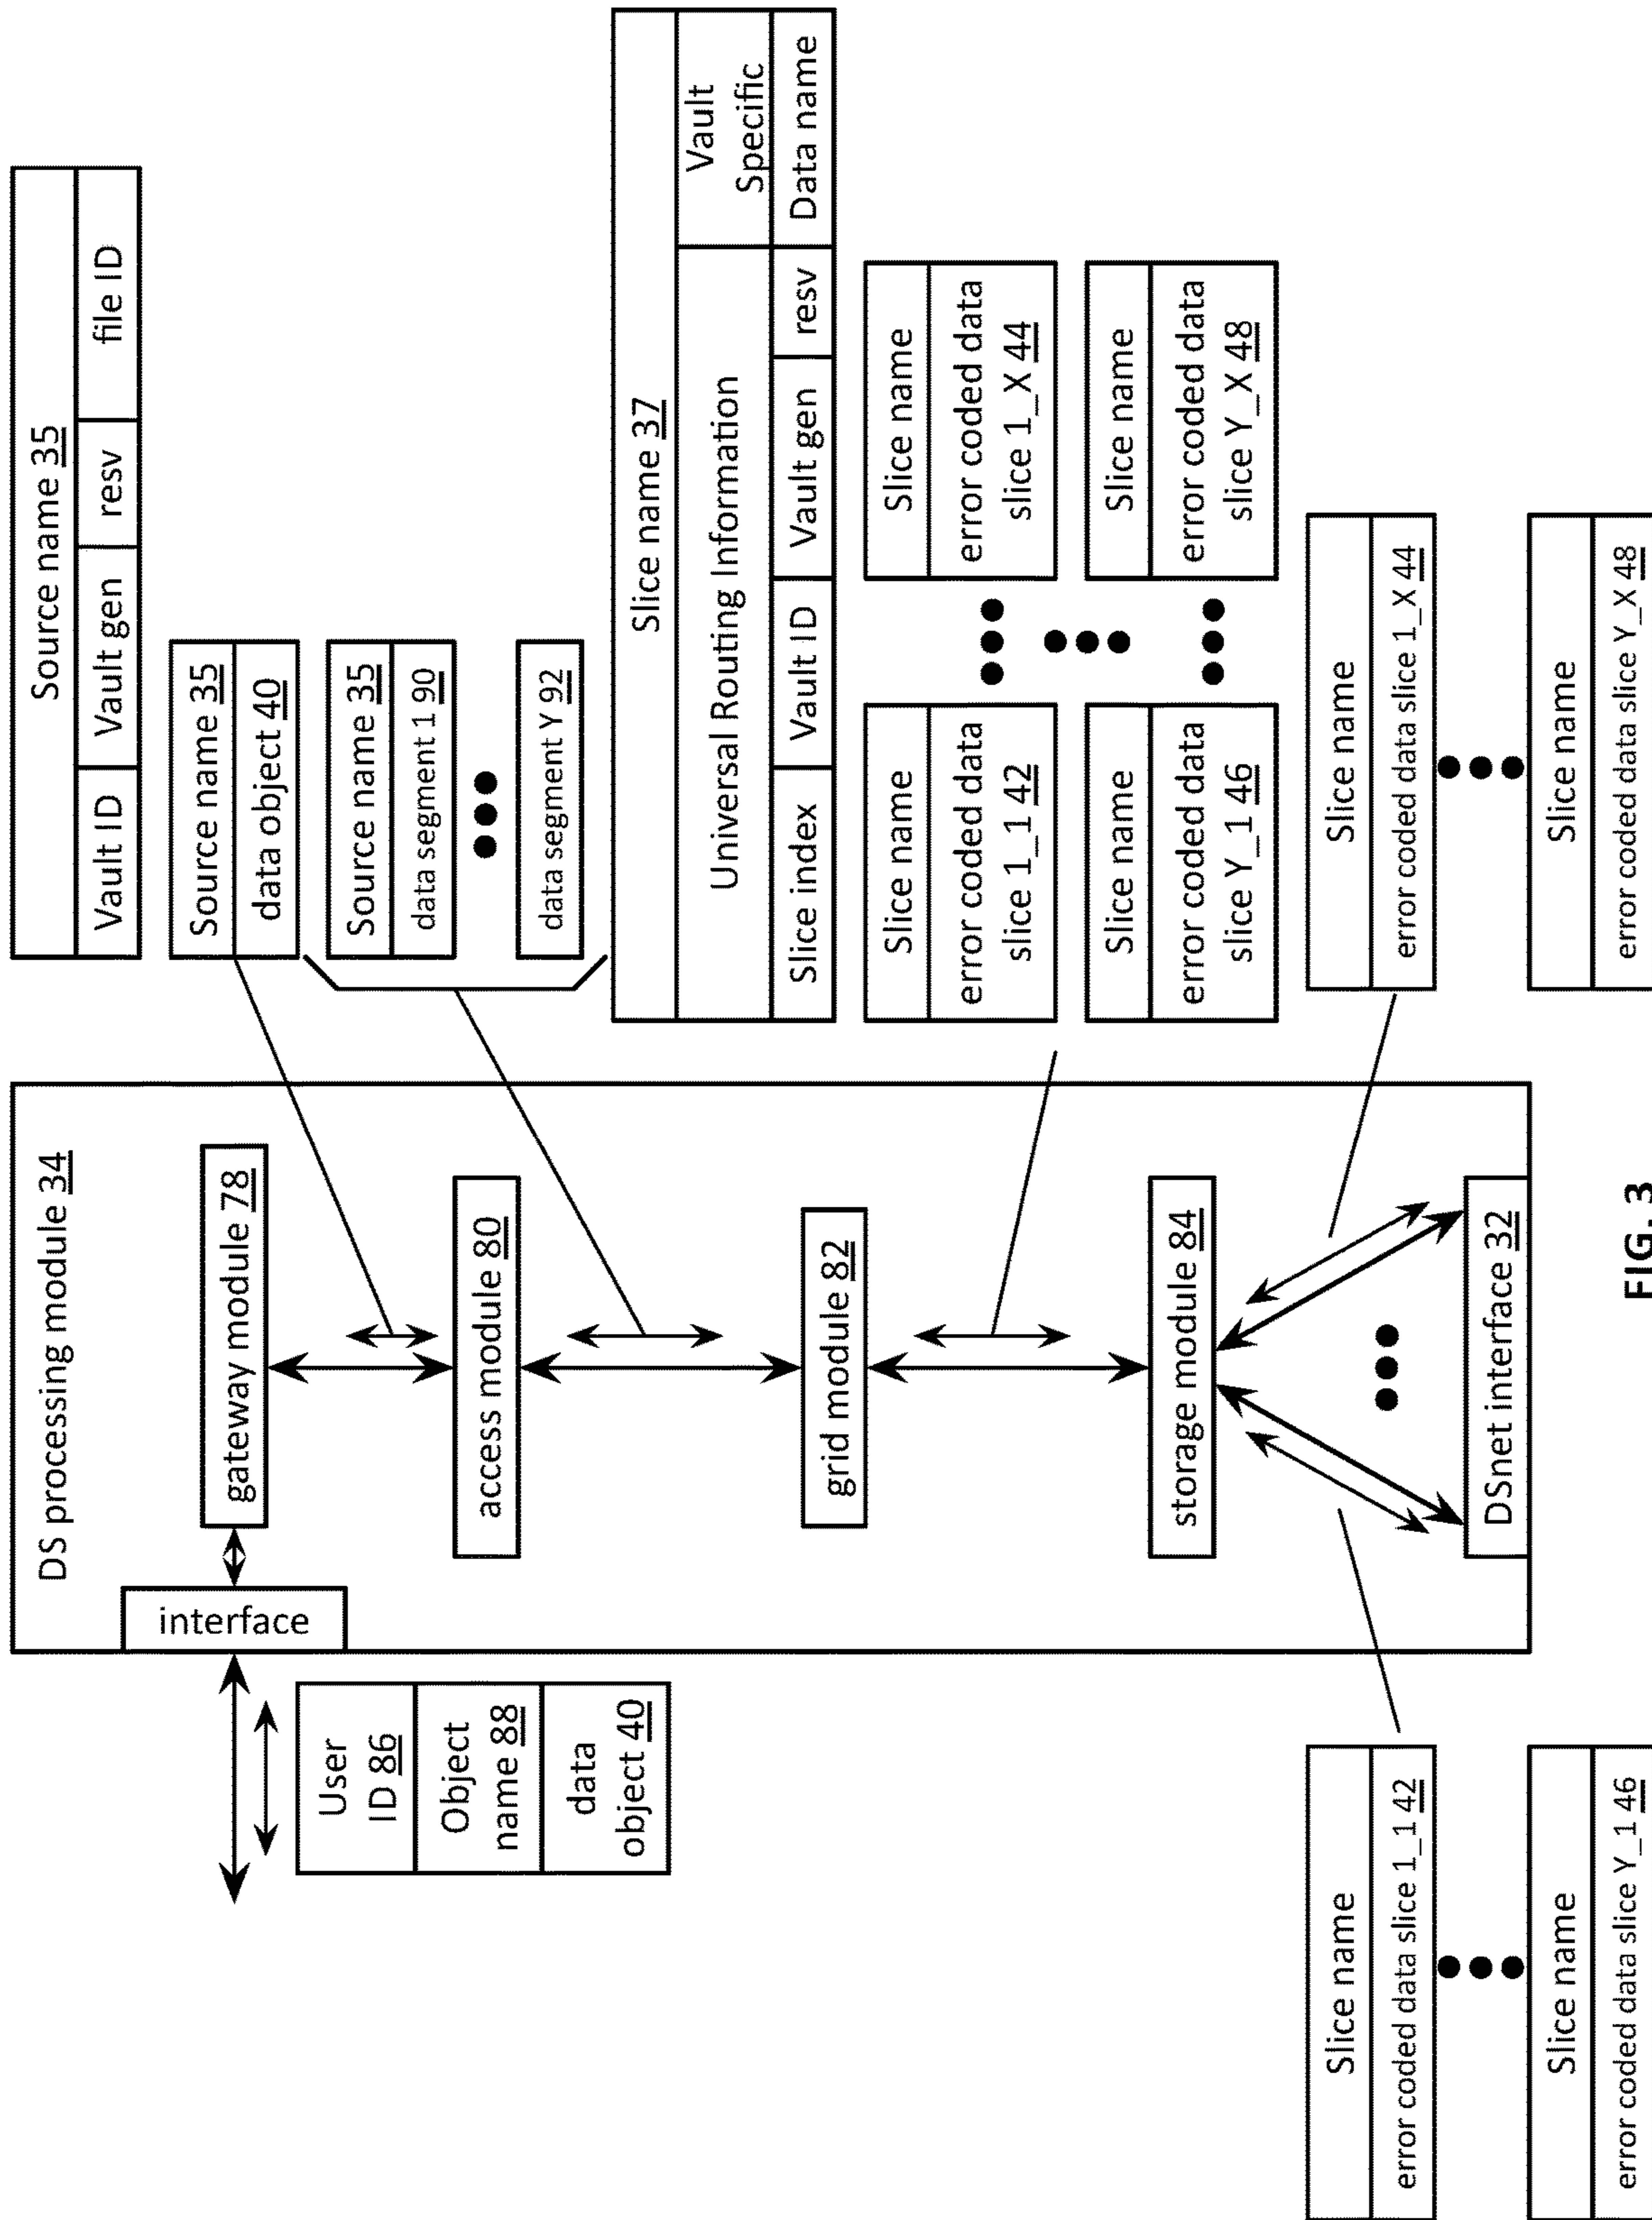 DS processing module 34
interface
gateway module 78
access module 80
grid module 82
storage module 84
DSnet interface 32
User
ID 86
Object
name 88
data
object 40
Source name 35
Vault ID
Vault gen
resv
file ID
Source name 35
data object 40
Source name 35
data segment 1 90
data segment Y 92
Slice name 37
Universal Routing Information
Vault
Specific
Slice index
Vault ID
Vault gen
resv
Data name
Slice name
error coded data
slice 1_1 42
Slice name
error coded data
slice 1_X 44
Slice name
error coded data
slice Y_1 46
Slice name
error coded data
slice Y_X 48
Slice name
error coded data slice 1_1 42
Slice name
error coded data slice Y_1 46
Slice name
error coded data slice 1_X 44
Slice name
error coded data slice Y_X 48
FIG. 3